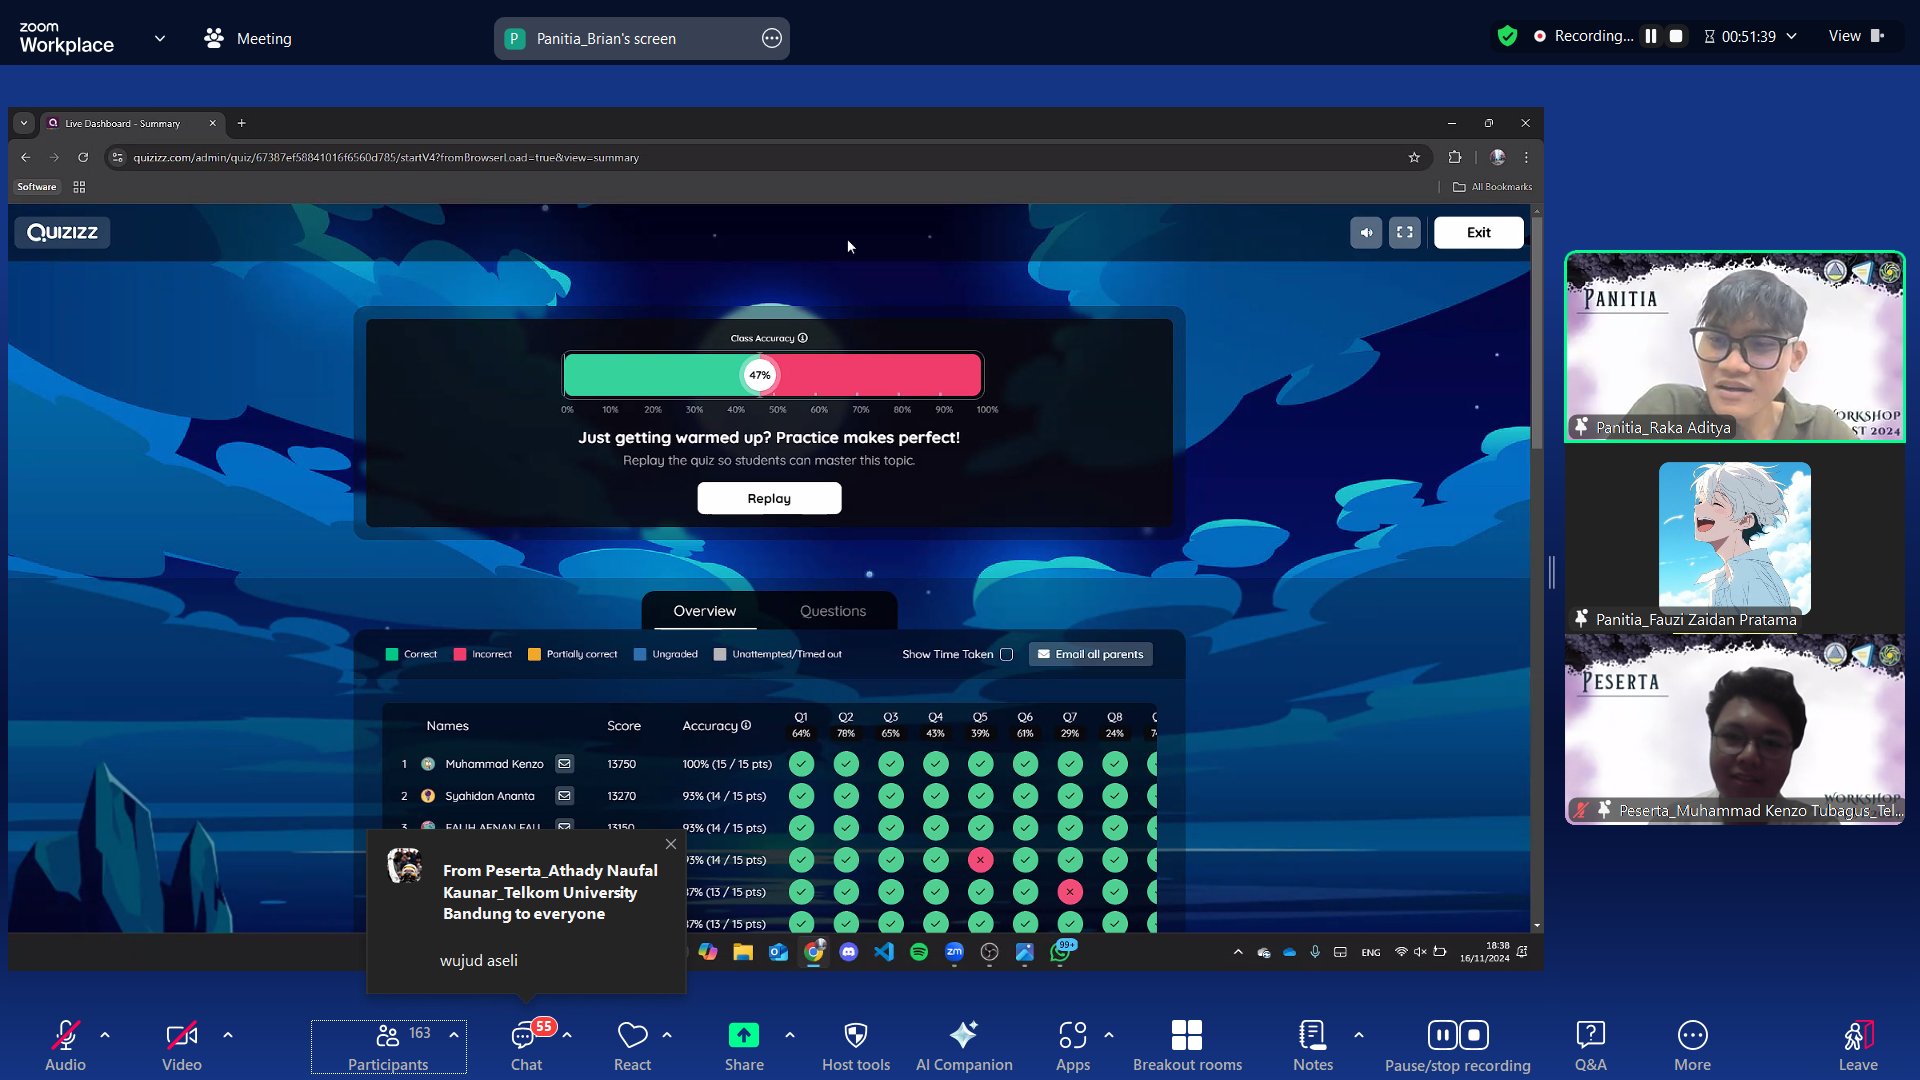 zoom
Workplace
Meeting
P Panitia_Brian's screen
Recording...
00:51:39
View
Live Dashboard - Summary
quizizz.com/admin/quiz/67387ef58841016f6560d785/startV4?fromBrowserLoad=true&view=summary
Software
All Bookmarks
Quizizz
Exit
Class Accuracy
47%
0% 10% 20% 30% 40% 50% 60% 70% 80% 90% 100%
Just getting warmed up? Practice makes perfect!
Replay the quiz so students can master this topic.
Replay
Overview Questions
Correct Incorrect Partially correct Ungraded Unattempted/Timed out Show Time Taken Email all parents
Names Score Accuracy Q1 Q2 Q3 Q4 Q5 Q6 Q7 Q8
64% 78% 65% 43% 39% 61% 29% 24%
1 Muhammad Kenzo 13750 100% (15 / 15 pts)
2 Syahidan Ananta 13270 93% (14 / 15 pts)
3 13150 93% (14 / 15 pts)
93% (14 / 15 pts)
87% (13 / 15 pts)
87% (13 / 15 pts)
From Peserta_Athady Naufal
Kaunar_Telkom University
Bandung to everyone
wujud aseli
99+
ENG
18:38
16/11/2024
PANITIA
WORKSHOP
ST 2024
Panitia_Raka Aditya
Panitia_Fauzi Zaidan Pratama
PESERTA
WORKSHOP
Peserta_Muhammad Kenzo Tubagus_Tel...
Audio
Video
163
Participants
55
Chat
React
Share
Host tools
AI Companion
Apps
Breakout rooms
Notes
Pause/stop recording
Q&A
More
Leave